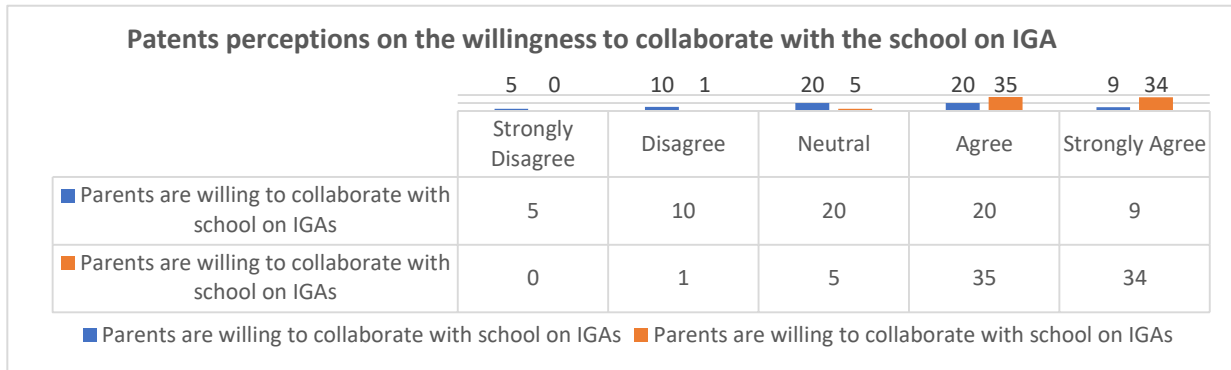 Patents perceptions on the willingness to collaborate with the school on IGA
5 0 10 1 20 5 20 35 9 34
Strongly Disagree Disagree Neutral Agree Strongly Agree
Parents are willing to collaborate with
school on IGAs 5 10 20 20 9
Parents are willing to collaborate with
school on IGAs 0 1 5 35 34
Parents are willing to collaborate with school on IGAs Parents are willing to collaborate with school on IGAs